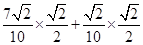 7√2/10 × √2/2 + √2/10 × √2/2